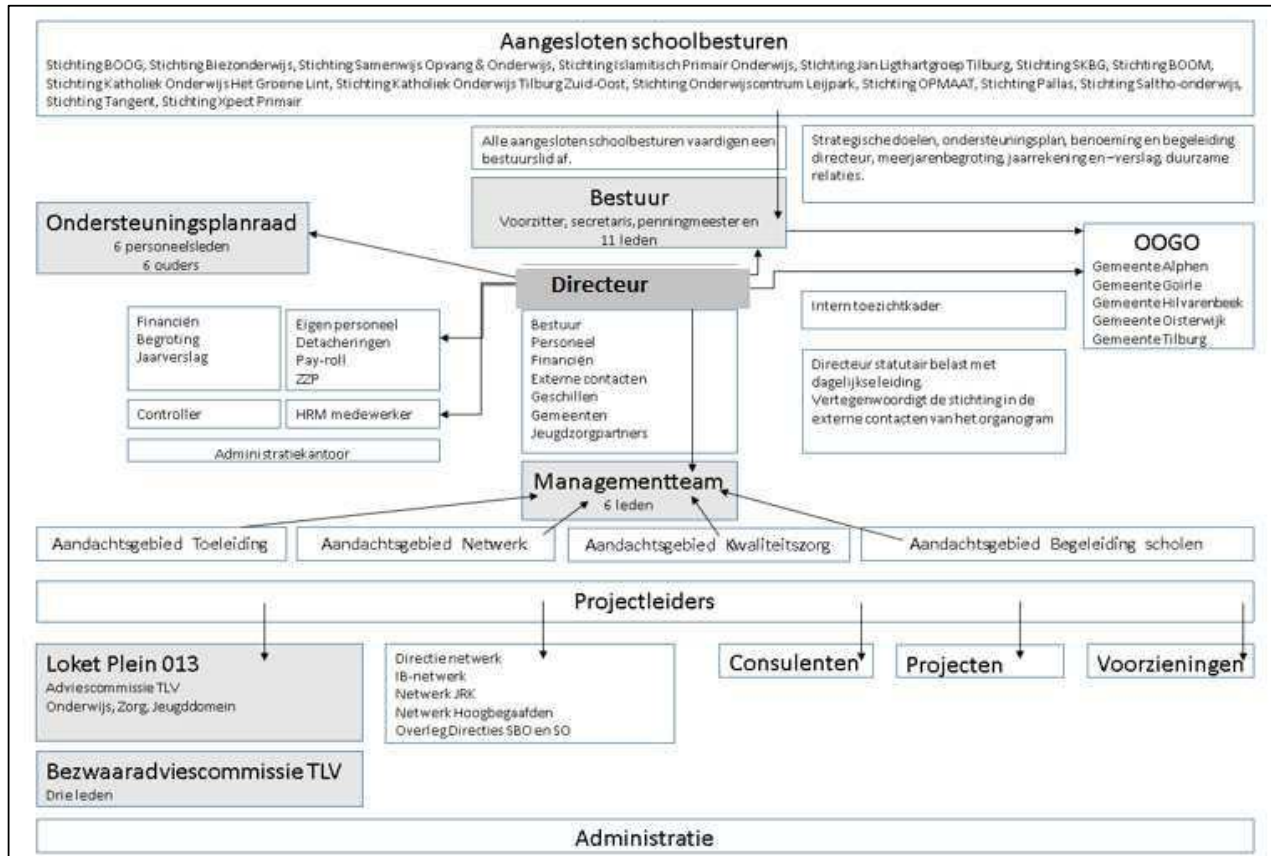 Aangesloten schoolbesturen
Stichting BOOG, Stichting Biezonderwijs, Stichting Samenwijs Opvang & Onderwijs, Stichting Islamitisch Primair Onderwijs, Stichting Jan Ligthartgroep Tilburg, Stichting SKBG, Stichting BOOM,
Stichting Katholiek Onderwijs Het Groene Lint, Stichting Katholiek Onderwijs Tilburg Zuid-Oost, Stichting Onderwijscentrum Leijpark, Stichting OPMAAT, Stichting Pallas, Stichting Saltho-onderwijs,
Stichting Tangent, Stichting Xpect Primair
Alle aangesloten schoolbesturen vaardigen een
bestuurslid af.
Strategische doelen, ondersteuningsplan, benoeming en begeleiding
directeur, meerjarenbegroting, jaarrekening en –verslag, duurzame
relaties.
Bestuur
Voorzitter, secretaris, penningmeester en
11 leden
Ondersteuningsplanraad
6 personeelsleden
6 ouders
OOGO
Gemeente Alphen
Gemeente Goirle
Gemeente Hilvarenbeek
Gemeente Oisterwijk
Gemeente Tilburg
Directeur
Financiën
Begroting
Jaarverslag
Eigen personeel
Detacheringen
Pay-roll
ZZP
Bestuur
Personeel
Financiën
Externe contacten
Geschillen
Gemeenten
Jeugdzorgpartners
Intern toezichtkader
Directeur statutair belast met
dagelijkse leiding.
Vertegenwoordigt de stichting in de
externe contacten van het organogram
Controller
HRM medewerker
Administratiekantoor
Managementteam
6 leden
Aandachtsgebied Toeleiding
Aandachtsgebied Netwerk
Aandachtsgebied Kwaliteitszorg
Aandachtsgebied Begeleiding scholen
Projectleiders
Loket Plein 013
Adviescommissie TLV
Onderwijs, Zorg, Jeugddomein
Directie netwerk
IB-netwerk
Netwerk JRK
Netwerk Hoogbegaafden
Overleg Directies SBO en SO
Consulenten
Projecten
Voorzieningen
Bezwaaradviescommissie TLV
Drie leden
Administratie